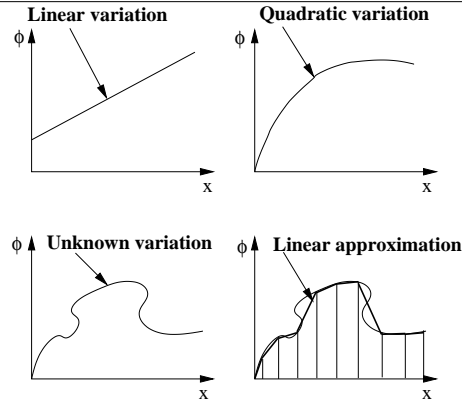 Linear variation
ϕ
x
Quadratic variation
ϕ
x
Unknown variation
ϕ
x
Linear approximation
ϕ
x